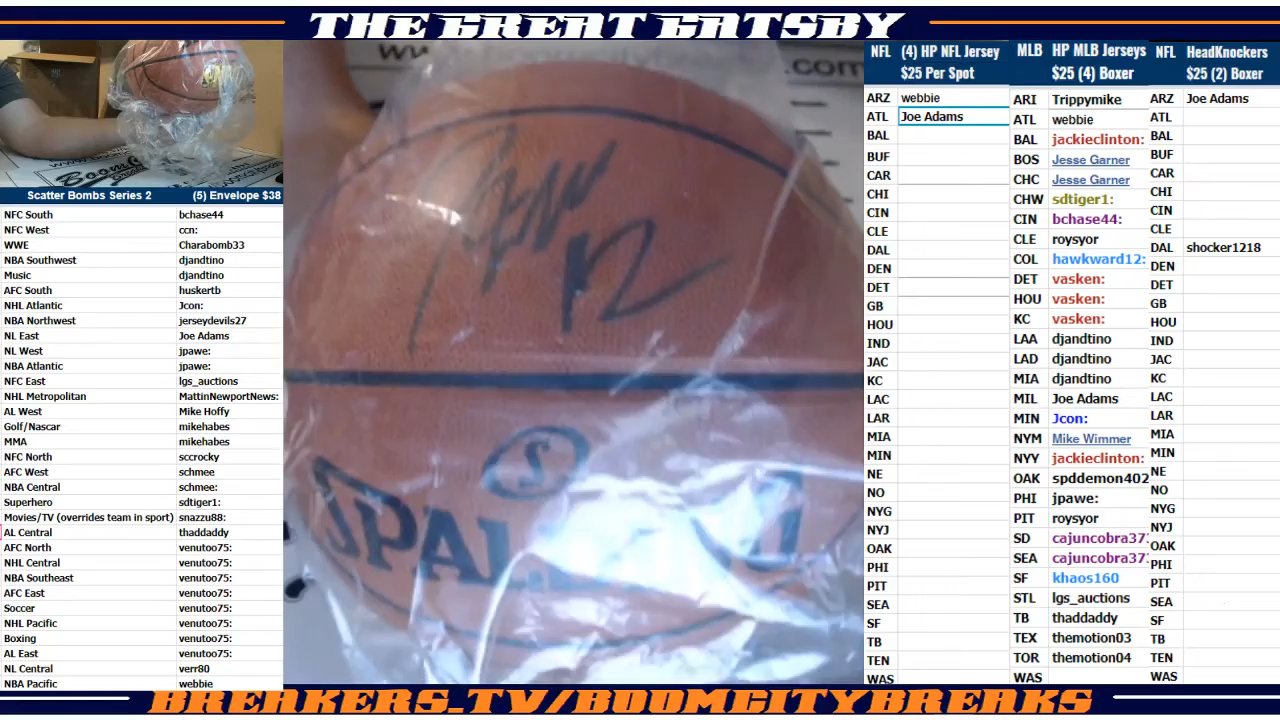 THE GREAT GATSBY
Scatter Bombs Series 2 (5) Envelope $38
NFC South bchase44
NFC West ccn:
WWE Charabomb33
NBA Southwest djandtino
Music djandtino
AFC South huskertb
NHL Atlantic Jcon:
NBA Northwest jerseydevils27
NL East Joe Adams
NL West jpawe:
NBA Atlantic jpawe:
NFC East lgs_auctions
NHL Metropolitan MattinNewportNews:
AL West Mike Hoffy
Golf/Nascar mikehabes
MMA mikehabes
NFC North sccrocky
AFC West schmee
NBA Central schmee:
Superhero sdtiger1:
Movies/TV (overrides team in sport) snazzu88:
AL Central thaddaddy
AFC North venutoo75:
NHL Central venutoo75:
NBA Southeast venutoo75:
AFC East venutoo75:
Soccer venutoo75:
NHL Pacific venutoo75:
Boxing venutoo75:
AL East venutoo75:
NL Central verr80
NBA Pacific webbie
ww
.com
12
S
SPAL
NFL (4) HP NFL Jersey
$25 Per Spot
ARZ webbie
ATL Joe Adams
BAL
BUF
CAR
CHI
CIN
CLE
DAL
DEN
DET
GB
HOU
IND
JAC
KC
LAC
LAR
MIA
MIN
NE
NO
NYG
NYJ
OAK
PHI
PIT
SEA
SF
TB
TEN
WAS
MLB HP MLB Jerseys
$25 (4) Boxer
ARI Trippymike
ATL webbie
BAL jackieclinton:
BOS Jesse Garner
CHC Jesse Garner
CHW sdtiger1:
CIN bchase44:
CLE roysyor
COL hawkward12:
DET vasken:
HOU vasken:
KC vasken:
LAA djandtino
LAD djandtino
MIA djandtino
MIL Joe Adams
MIN Jcon:
NYM Mike Wimmer
NYY jackieclinton:
OAK spddemon402
PHI jpawe:
PIT roysyor
SD cajuncobra37
SEA cajuncobra37
SF khaos160
STL lgs_auctions
TB thaddaddy
TEX themotion03
TOR themotion04
WAS
NFL HeadKnockers
$25 (2) Boxer
ARZ Joe Adams
ATL
BAL
BUF
CAR
CHI
CIN
CLE
DAL shocker1218
DEN
DET
GB
HOU
IND
JAC
KC
LAC
LAR
MIA
MIN
NE
NO
NYG
NYJ
OAK
PHI
PIT
SEA
SF
TB
TEN
WAS
BREAKERS.TV/BOOMCITYBREAKS